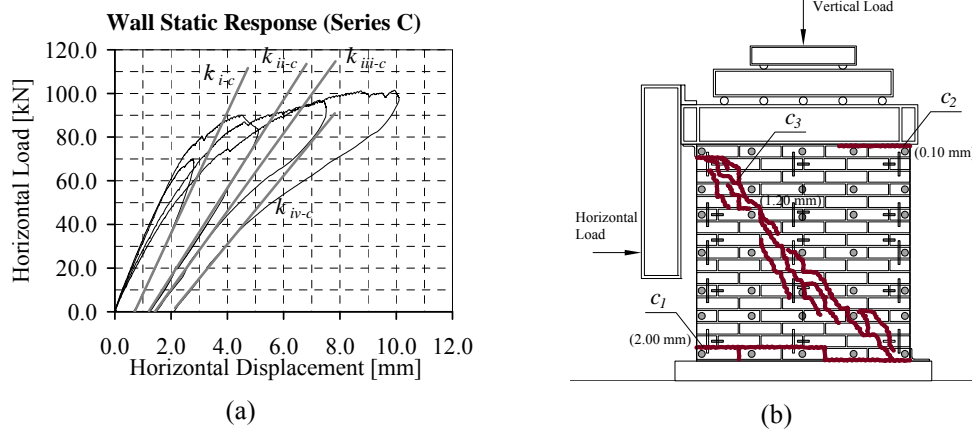 Wall Static Response (Series C)
120.0
100.0
80.0
60.0
40.0
20.0
0.0
Horizontal Load [kN]
k i-c
k ii-c
k iii-c
k iv-c
0.0 2.0 4.0 6.0 8.0 10.0 12.0
Horizontal Displacement [mm]
(a)
Vertical Load
c2
(0.10 mm)
c3
(1.20 mm)
Horizontal
Load
c1
(2.00 mm)
(b)